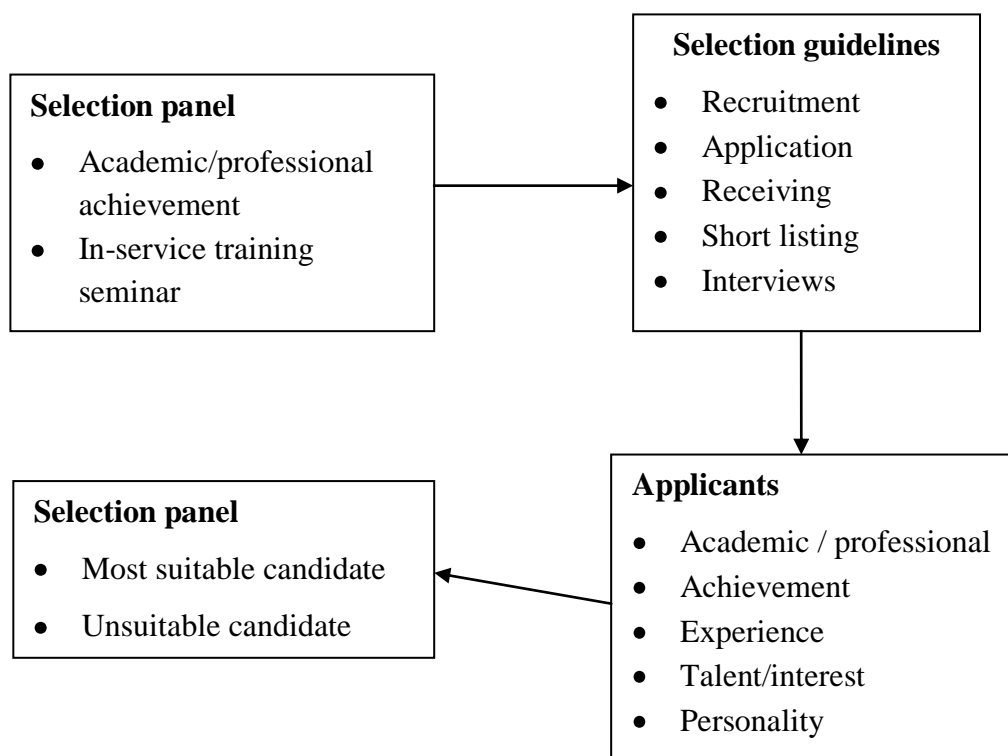 Selection panel
● Academic/professional
achievement
● In-service training
seminar
Selection guidelines
● Recruitment
● Application
● Receiving
● Short listing
● Interviews
Applicants
● Academic / professional
● Achievement
● Experience
● Talent/interest
● Personality
Selection panel
● Most suitable candidate
● Unsuitable candidate